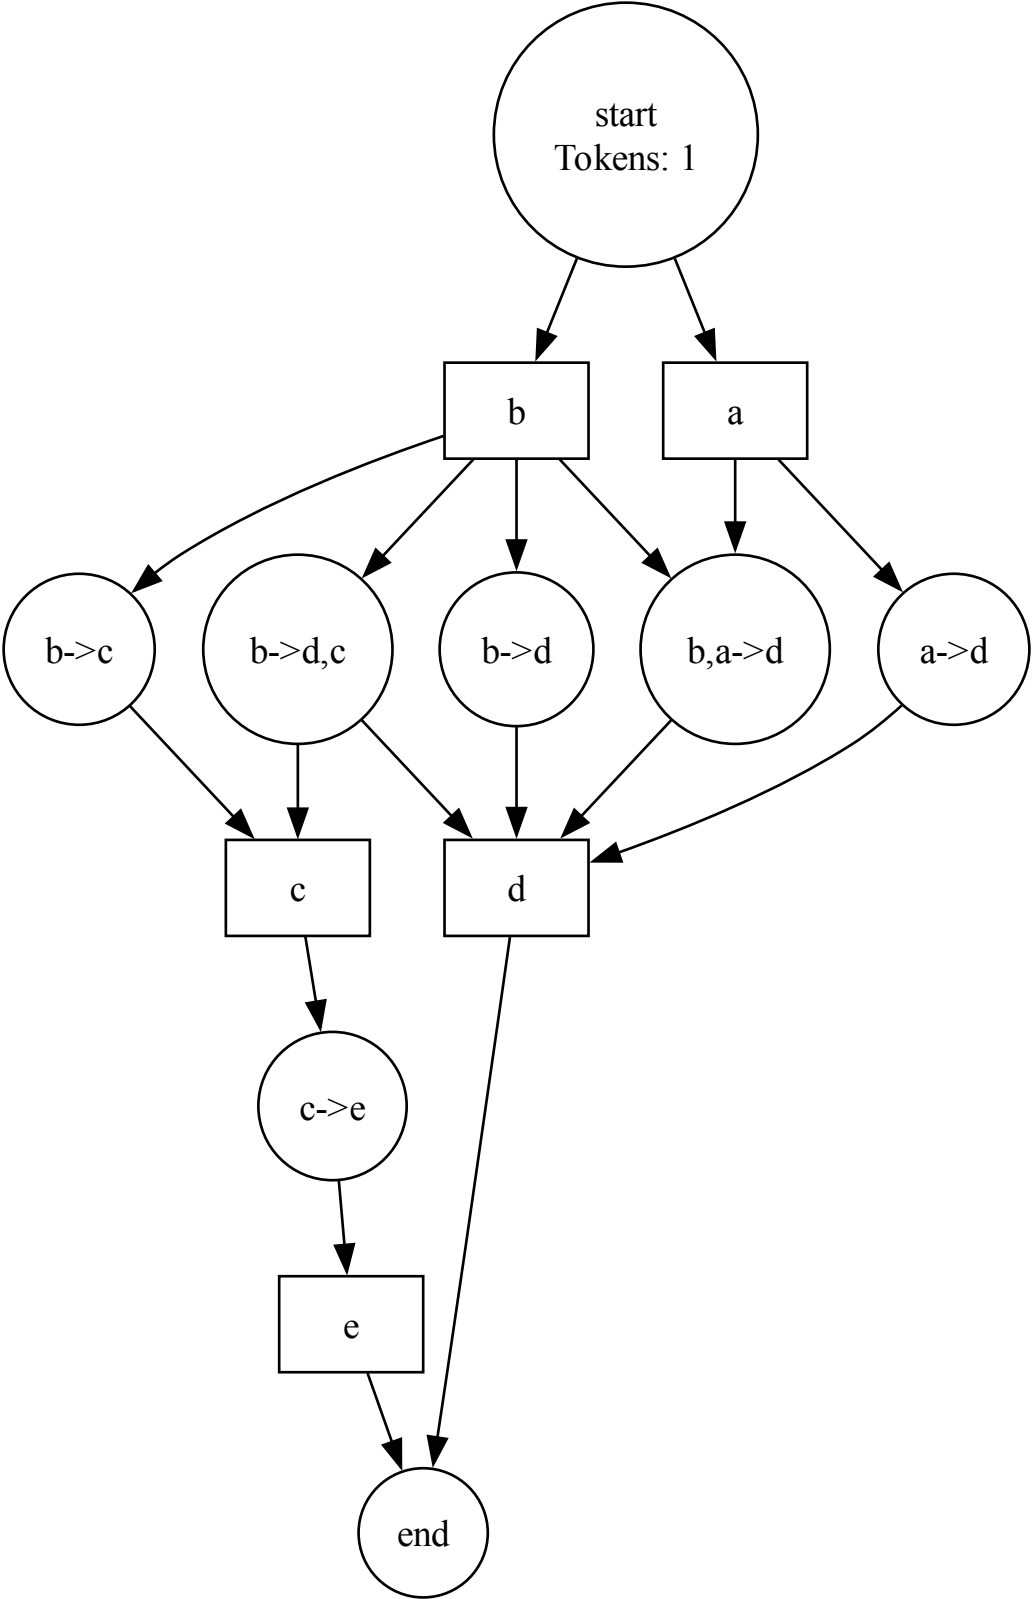 start
Tokens: 1
b
a
b->c
b->d,c
b->d
b,a->d
a->d
c
d
c->e
e
end